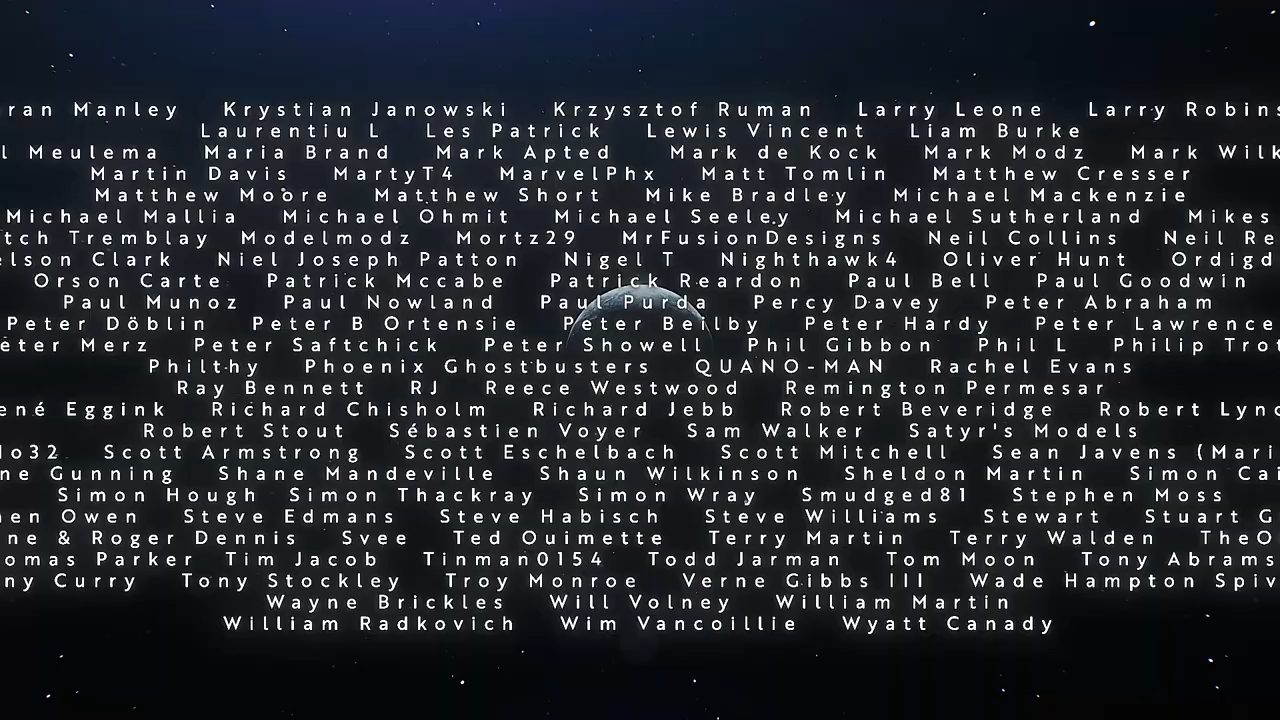 ran Manley Krystian Janowski Krzysztof Ruman Larry Leone Larry Robins
Laurentiu L Les Patrick Lewis Vincent Liam Burke
l Meulema Maria Brand Mark Apted Mark de Kock Mark Modz Mark Wilk
Martin Davis MartyT4 MarvelPhx Matt Tomlin Matthew Cresser
Matthew Moore Matthew Short Mike Bradley Michael Mackenzie
Michael Mallia Michael Ohmit Michael Seeley Michael Sutherland Mikes
tch Tremblay Modelmodz Mortz29 MrFusionDesigns Neil Collins Neil Re
elson Clark Niel Joseph Patton Nigel T Nighthawk4 Oliver Hunt Ordigd
Orson Carte Patrick Mccabe Patrick Reardon Paul Bell Paul Goodwin
Paul Munoz Paul Nowland Paul Purda Percy Davey Peter Abraham
Peter Döblin Peter B Ortensie Peter Beilby Peter Hardy Peter Lawrence
eter Merz Peter Saftchick Peter Showell Phil Gibbon Phil L Philip Trot
Philthy Phoenix Ghostbusters QUANO-MAN Rachel Evans
Ray Bennett RJ Reece Westwood Remington Permesar
ené Eggink Richard Chisholm Richard Jebb Robert Beveridge Robert Lync
Robert Stout Sébastien Voyer Sam Walker Satyr's Models
lo32 Scott Armstrong Scott Eschelbach Scott Mitchell Sean Javens (Mari
ne Gunning Shane Mandeville Shaun Wilkinson Sheldon Martin Simon Cai
Simon Hough Simon Thackray Simon Wray Smudged81 Stephen Moss
en Owen Steve Edmans Steve Habisch Steve Williams Stewart Stuart G
ne & Roger Dennis Svee Ted Ouimette Terry Martin Terry Walden TheO
omas Parker Tim Jacob Tinman0154 Todd Jarman Tom Moon Tony Abrams
ny Curry Tony Stockley Troy Monroe Verne Gibbs III Wade Hampton Spiv
Wayne Brickles Will Volney William Martin
William Radkovich Wim Vancoillie Wyatt Canady